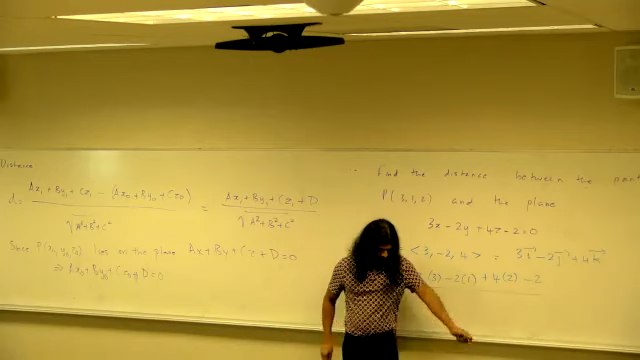 Distance
d = Ax₁ + By₁ + Cz₁ - (Ax₀ + By₀ + Cz₀) / √A²+B²+C² = Ax₁ + By₁ + Cz₁ + D / √A²+B²+C²
Since P(x₀, y₀, z₀) lies on the plane Ax + By + Cz + D = 0
⇒ Ax₀ + By₀ + Cz₀ + D = 0
Find the distance between the
P(3,1,2) and the plane
3x - 2y + 4z - 2 = 0
<3, -2, 4> = 3i - 2j + 4k
(3) - 2(1) + 4(2) - 2